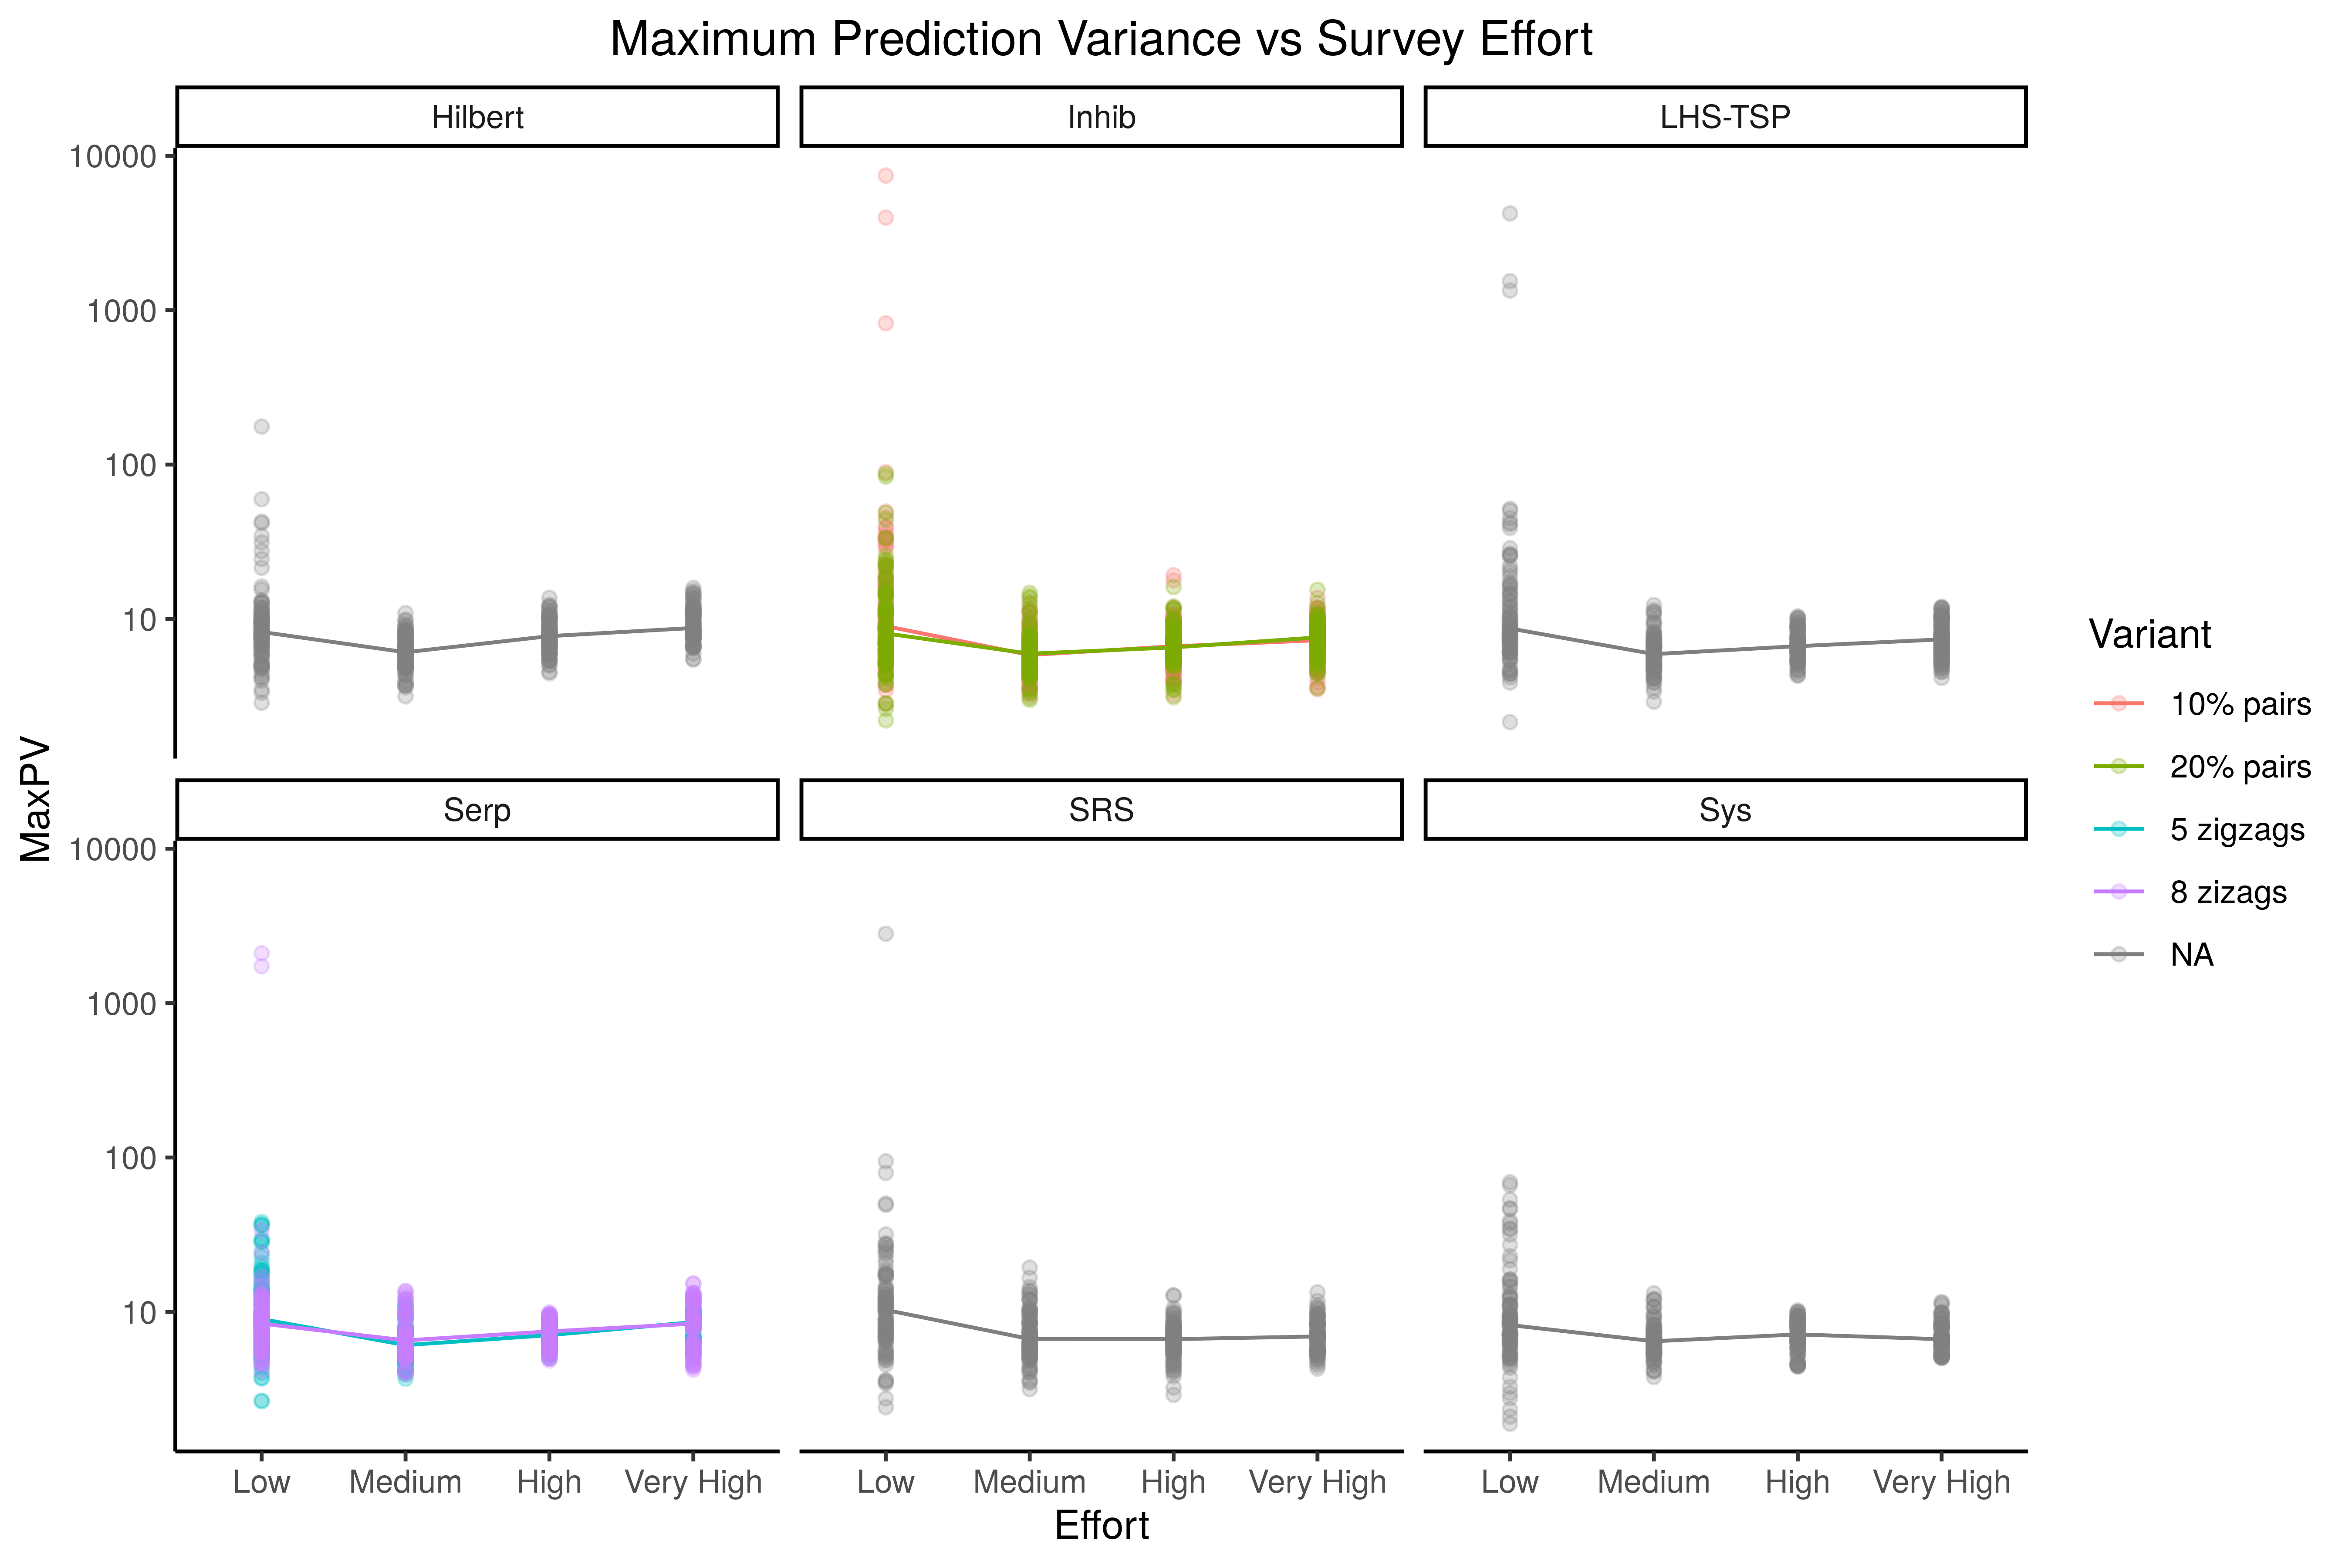 Maximum Prediction Variance vs Survey Effort
Hilbert
Inhib
LHS-TSP
10000
1000
100
10
MaxPV
Serp
SRS
Sys
10000
1000
100
10
Low Medium High Very High
Low Medium High Very High
Low Medium High Very High
Effort
Variant
10% pairs
20% pairs
5 zigzags
8 zizags
NA